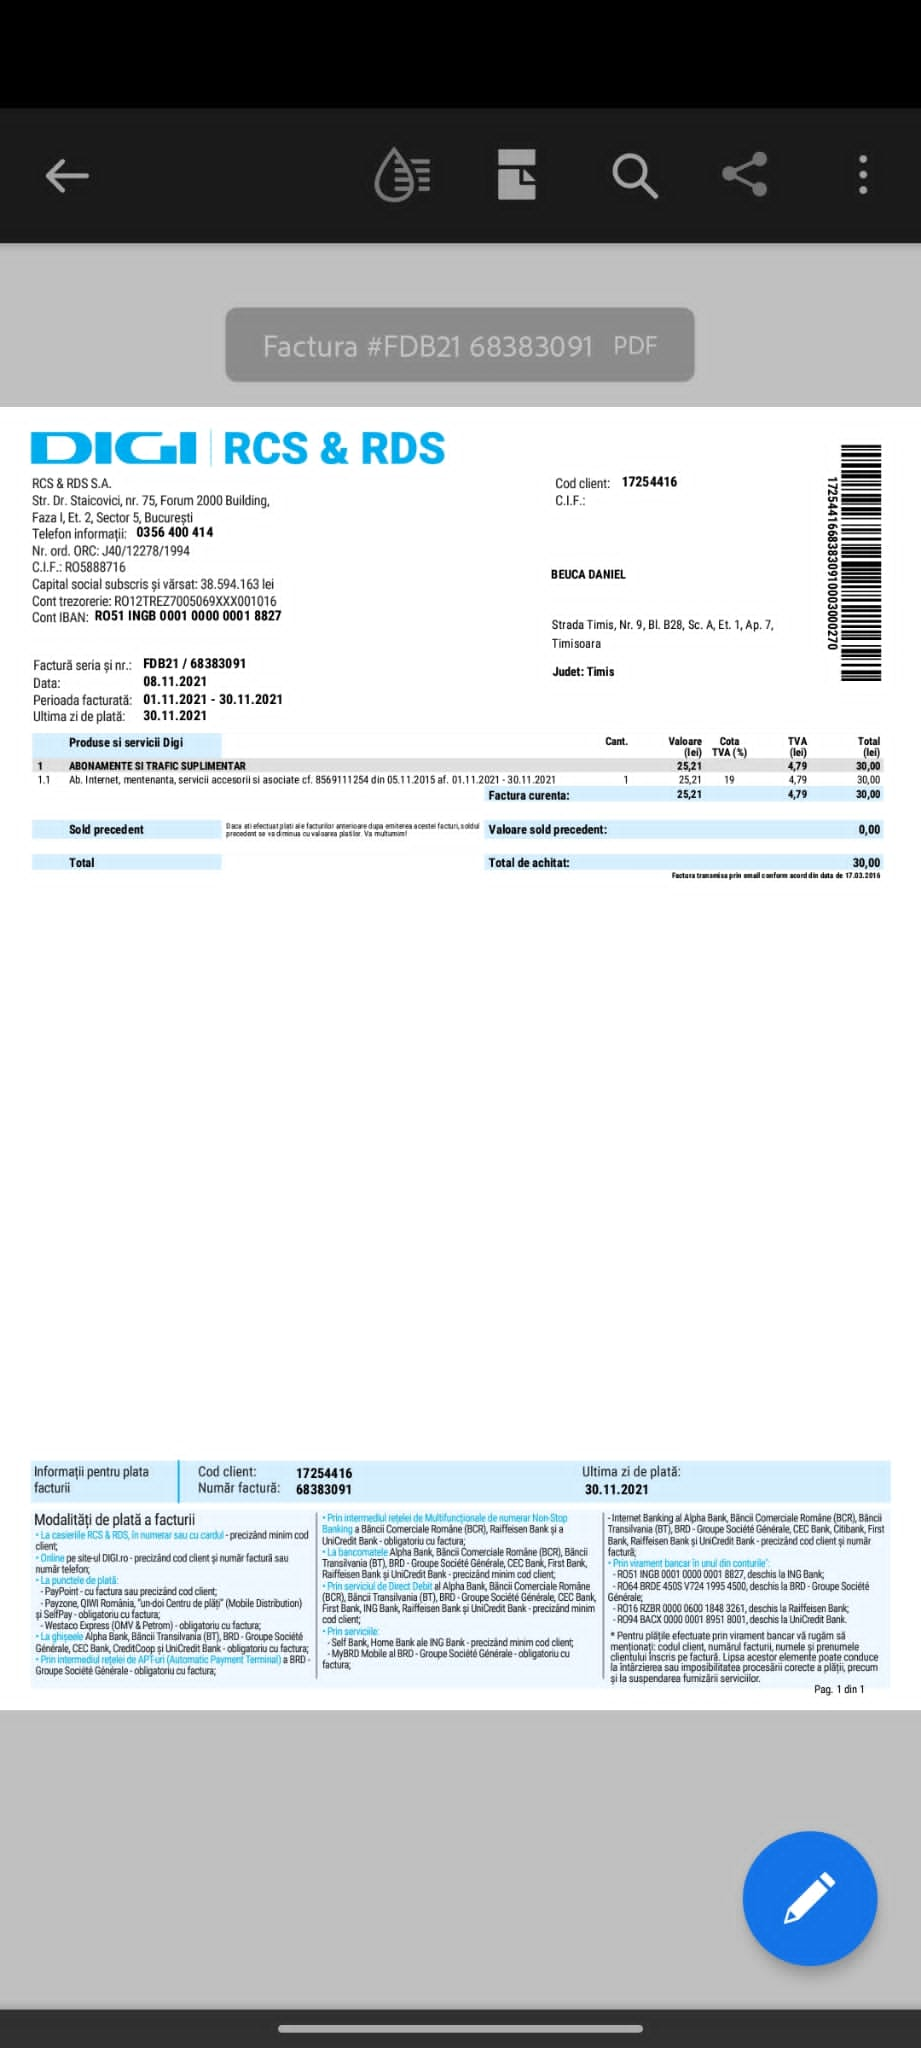 Factura #FDB21 68383091 PDF
DIGI | RCS & RDS
RCS & RDS S.A.
Str. Dr. Staicovici, nr. 75, Forum 2000 Building,
Faza I, Et. 2, Sector 5, București
Telefon informații: 0356 400 414
Nr. ord. ORC: J40/12278/1994
C.I.F.: RO5888716
Capital social subscris și vărsat: 38.594.163 lei
Cont trezorerie: RO12TREZ7005069XXX001016
Cont IBAN: RO51 INGB 0001 0000 0001 8827
Cod client: 17254416
C.I.F.:
BEUCA DANIEL
Strada Timis, Nr. 9, Bl. B28, Sc. A, Et. 1, Ap. 7,
Timisoara
Judet: Timis
172544166838309100030002​70
Factură seria și nr.: FDB21 / 68383091
Data: 08.11.2021
Perioada facturată: 01.11.2021 - 30.11.2021
Ultima zi de plată: 30.11.2021
Produse si servicii Digi Cant. Valoare (lei) Cota TVA (%) TVA (lei) Total (lei)
1 ABONAMENTE SI TRAFIC SUPLIMENTAR 25,21 4,79 30,00
1.1 Ab. Internet, mentenanta, servicii accesorii si asociate cf. 8569111254 din 05.11.2015 af. 01.11.2021 - 30.11.2021 1 25,21 19 4,79 30,00
Factura curenta: 25,21 4,79 30,00
Sold precedent
Daca ati efectuat plati ale facturilor anterioare dupa emiterea acestei facturi, soldul
precedent se va diminua cu valoarea platilor. Va multumim!
Valoare sold precedent: 0,00
Total Total de achitat: 30,00
Factura transmisa prin email conform acord din data de 17.03.2016
Informații pentru plata
facturii
Cod client: 17254416
Număr factură: 68383091
Ultima zi de plată:
30.11.2021
Modalități de plată a facturii
• La casieriile RCS & RDS, în numerar sau cu cardul - precizând minim cod
client;
• Online pe site-ul DIGI.ro - precizând cod client și număr factură sau
număr telefon;
• La punctele de plată:
- PayPoint - cu factura sau precizând cod client;
- Payzone, QIWI România, "un-doi Centru de plăți" (Mobile Distribution)
și SelfPay - obligatoriu cu factura;
- Westaco Express (OMV & Petrom) - obligatoriu cu factura;
• La ghișeele Alpha Bank, Băncii Transilvania (BT), BRD - Groupe Société
Générale, CEC Bank, CreditCoop și UniCredit Bank - obligatoriu cu factura;
• Prin intermediul rețelei de APT-uri (Automatic Payment Terminal) a BRD -
Groupe Société Générale - obligatoriu cu factura;
• Prin intermediul rețelei de Multifuncționale de numerar Non-Stop
Banking a Băncii Comerciale Române (BCR), Raiffeisen Bank și a
UniCredit Bank - obligatoriu cu factura;
• La bancomatele Alpha Bank, Băncii Comerciale Române (BCR), Băncii
Transilvania (BT), BRD - Groupe Société Générale, CEC Bank, First Bank,
Raiffeisen Bank și UniCredit Bank - precizând minim cod client;
• Prin serviciul de Direct Debit al Alpha Bank, Băncii Comerciale Române
(BCR), Băncii Transilvania (BT), BRD - Groupe Société Générale, CEC Bank,
First Bank, ING Bank, Raiffeisen Bank și UniCredit Bank - precizând minim
cod client;
• Prin serviciile:
- Self Bank, Home Bank ale ING Bank - precizând minim cod client;
- MyBRD Mobile al BRD - Groupe Société Générale - obligatoriu cu
factura;
- Internet Banking al Alpha Bank, Băncii Comerciale Române (BCR), Băncii
Transilvania (BT), BRD - Groupe Société Générale, CEC Bank, Citibank, First
Bank, Raiffeisen Bank și UniCredit Bank - precizând cod client și număr
factură;
• Prin virament bancar în unul din conturile*:
- RO51 INGB 0001 0000 0001 8827, deschis la ING Bank;
- RO64 BRDE 450S V724 1995 4500, deschis la BRD - Groupe Société
Générale;
- RO16 RZBR 0000 0600 1848 3261, deschis la Raiffeisen Bank;
- RO94 BACX 0000 0001 8951 8001, deschis la UniCredit Bank.
* Pentru plățile efectuate prin virament bancar vă rugăm să
menționați: codul client, numărul facturii, numele și prenumele
clientului înscris pe factură. Lipsa acestor elemente poate conduce
la întârzierea sau imposibilitatea procesării corecte a plății, precum
și la suspendarea furnizării serviciilor.
Pag. 1 din 1